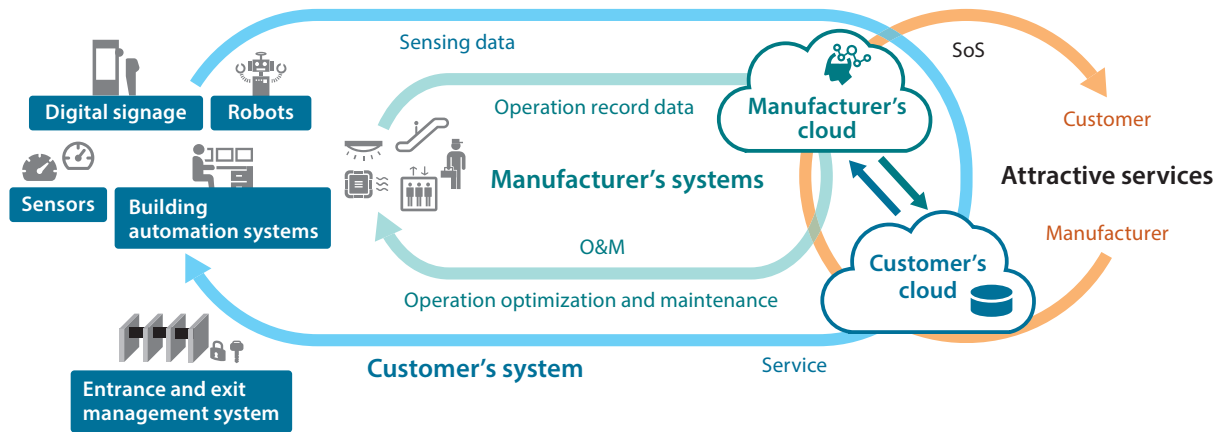 Sensing data
SoS
Digital signage
Robots
Operation record data
Manufacturer's
cloud
Customer
Sensors
Building
automation systems
Manufacturer's systems
Attractive services
O&M
Manufacturer
Customer's
cloud
Operation optimization and maintenance
Customer's system
Service
Entrance and exit
management system